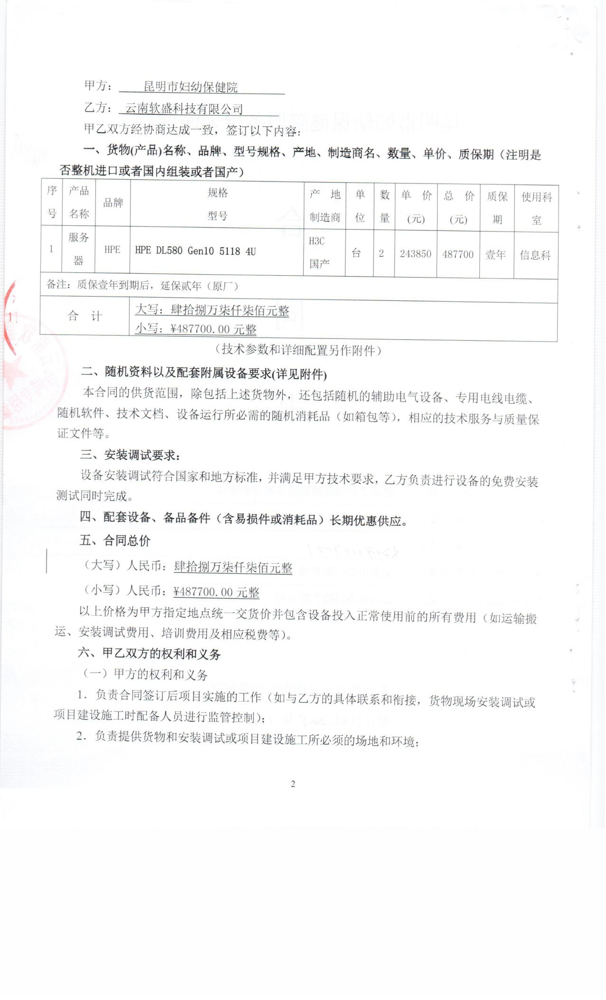 甲方： 昆明市妇幼保健院
乙方： 云南软盛科技有限公司
甲乙双方经协商达成一致，签订以下内容：
一、货物(产品)名称、品牌、型号规格、产地、制造商名、数量、单价、质保期（注明是
否整机进口或者国内组装或者国产）
序号 产品名称 品牌 规格型号 产地制造商 单位 数量 单价(元) 总价(元) 质保期 使用科室
1 服务器 HPE HPE DL580 Gen10 5118 4U H3C国产 台 2 243850 487700 壹年 信息科
备注：质保壹年到期后，延保贰年（原厂）
合 计
大写：肆拾捌万柒仟柒佰元整
小写：¥487700.00 元整
（技术参数和详细配置另作附件）
二、随机资料以及配套附属设备要求(详见附件)
本合同的供货范围，除包括上述货物外，还包括随机的辅助电气设备、专用电线电缆、
随机软件、技术文档、设备运行所必需的随机消耗品（如箱包等），相应的技术服务与质量保
证文件等。
三、安装调试要求：
设备安装调试符合国家和地方标准，并满足甲方技术要求，乙方负责进行设备的免费安装
测试同时完成。
四、配套设备、备品备件（含易损件或消耗品）长期优惠供应。
五、合同总价
（大写）人民币：肆拾捌万柒仟柒佰元整
（小写）人民币：¥487700.00 元整
以上价格为甲方指定地点统一交货价并包含设备投入正常使用前的所有费用（如运输搬
运、安装调试费用、培训费用及相应税费等）。
六、甲乙双方的权利和义务
（一）甲方的权利和义务
1．负责合同签订后项目实施的工作（如与乙方的具体联系和衔接，货物现场安装调试或
项目建设施工时配备人员进行监管控制）；
2．负责提供货物和安装调试或项目建设施工所必须的场地和环境；
2